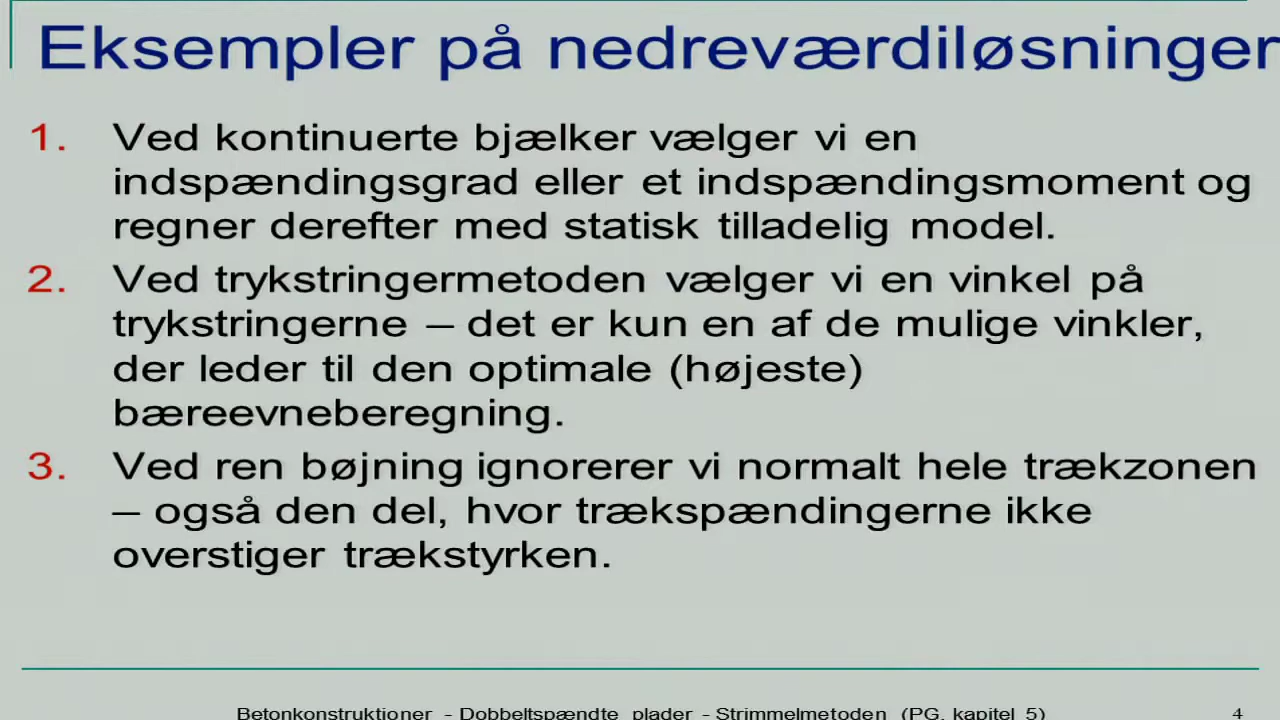 Eksempler på nedreværdiløsninger
1. Ved kontinuerte bjælker vælger vi en
indspændingsgrad eller et indspændingsmoment og
regner derefter med statisk tilladelig model.
2. Ved trykstringermetoden vælger vi en vinkel på
trykstringerne – det er kun en af de mulige vinkler,
der leder til den optimale (højeste)
bæreevneberegning.
3. Ved ren bøjning ignorerer vi normalt hele trækzonen
– også den del, hvor trækspændingerne ikke
overstiger trækstyrken.
Betonkonstruktioner - Dobbeltspændte plader - Strimmelmetoden (PG, kapitel 5) 4